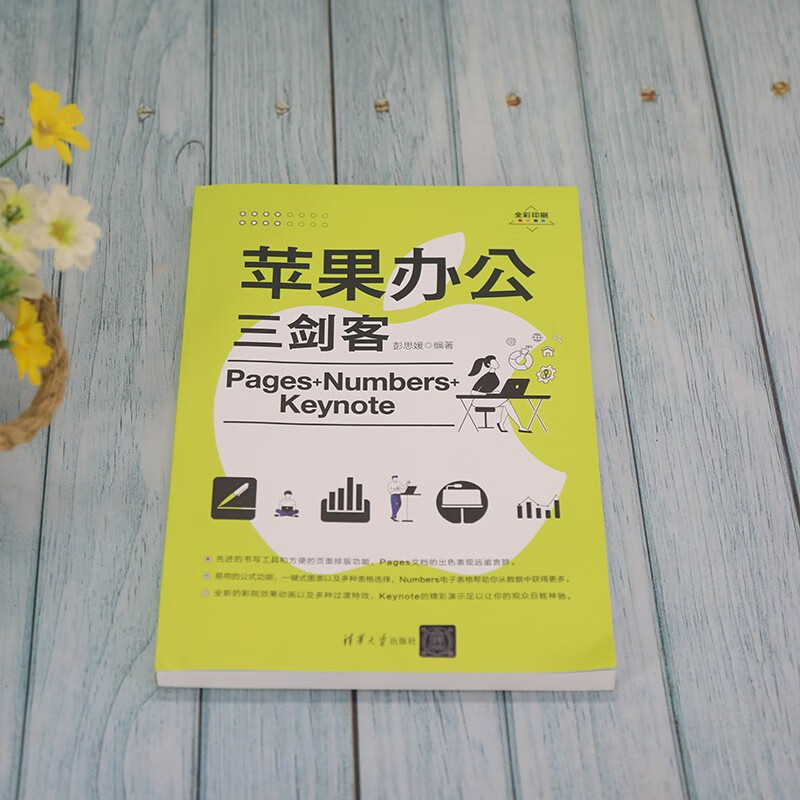 全彩印刷
苹果办公
三剑客 彭思媛◎编著
Pages+Numbers+
Keynote
先进的书写工具和方便的页面排版功能，Pages文档的出色表现远逾言辞。
易用的公式功能，一键式图表以及多种表格选择，Numbers电子表格帮助你从数据中获得更多。
全新的影院效果动画以及多种过渡特效，Keynote的精彩演示足以让你的观众目眩神驰。
清华大学出版社